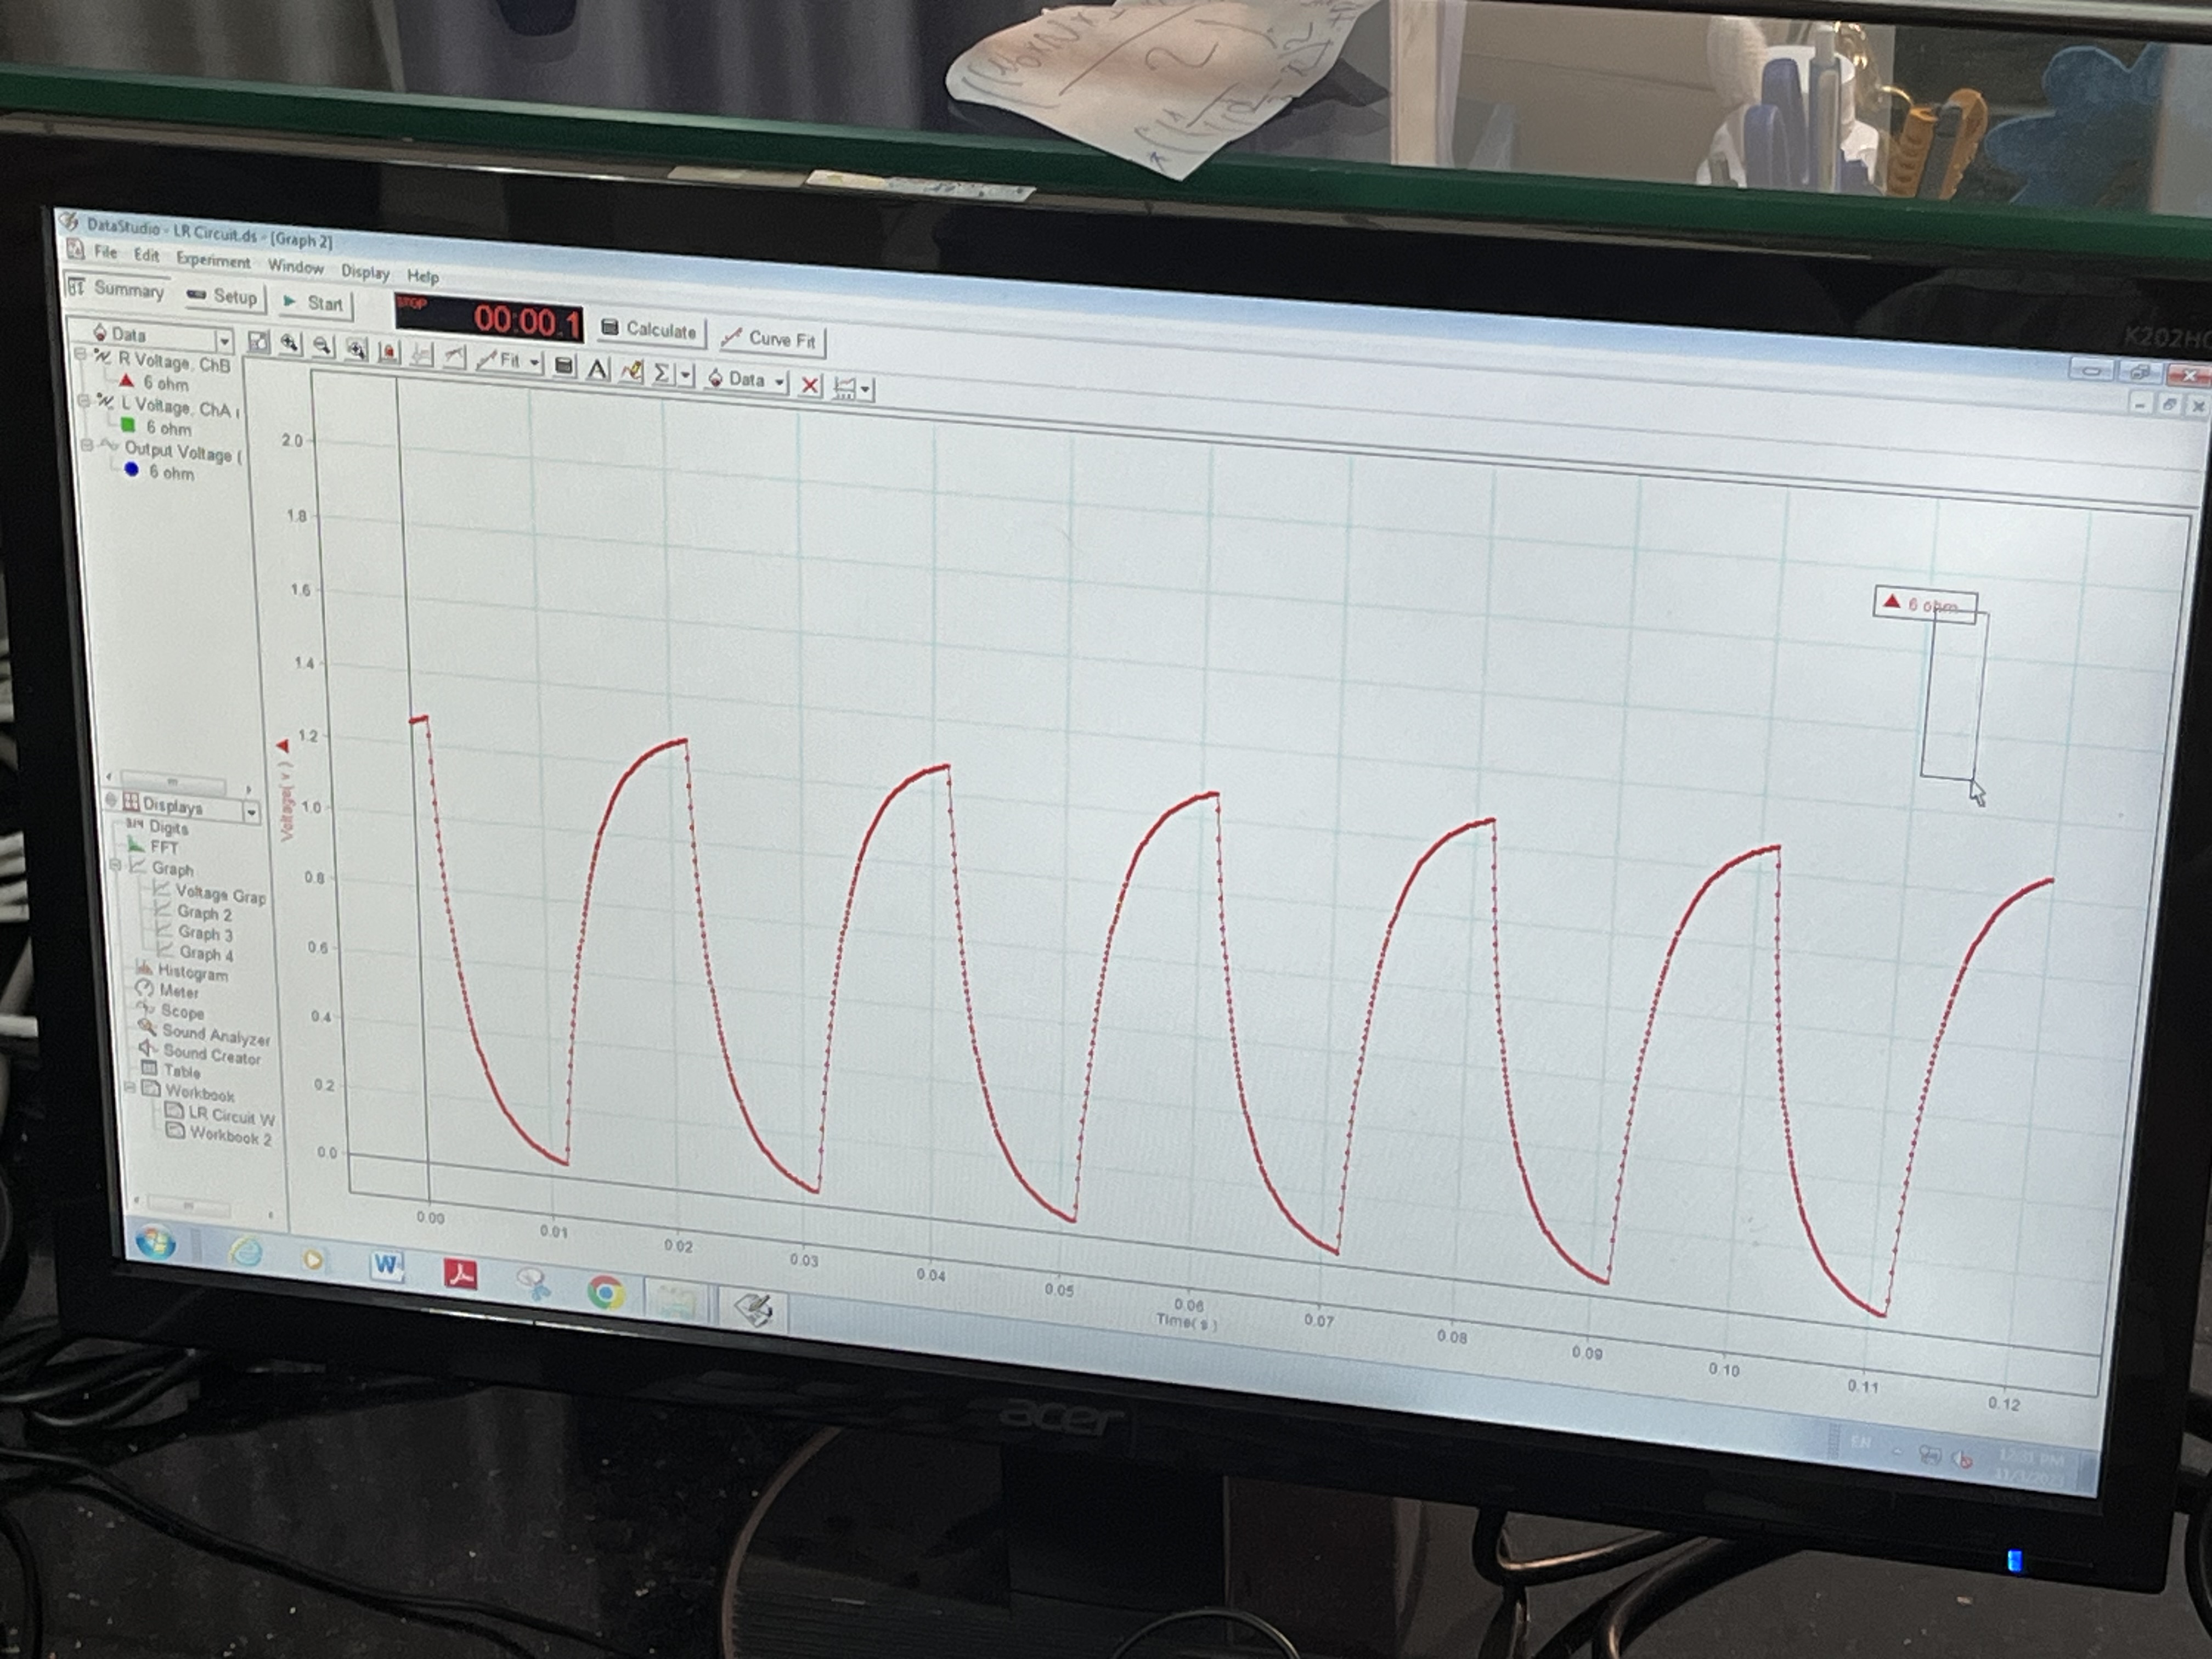 K202HQ
DataStudio - LR Circuit.ds - [Graph 2]
File Edit Experiment Window Display Help
Summary Setup Start
STOP
00:00.1
Calculate Curve Fit
Data
Fit
A
Σ
Data
R Voltage, ChB
6 ohm
L Voltage, ChA
6 ohm
Output Voltage (
6 ohm
Displays
Digits
FFT
Graph
Voltage Grap
Graph 2
Graph 3
Graph 4
Histogram
Meter
Scope
Sound Analyzer
Sound Creator
Table
Workbook
LR Circuit W
Workbook 2
2.0
1.8
1.6
1.4
1.2
1.0
0.8
0.6
0.4
0.2
0.0
Voltage( v )
6 ohm
0.00 0.01 0.02 0.03 0.04 0.05 0.06 0.07 0.08 0.09 0.10 0.11 0.12
Time( s )
EN
acer